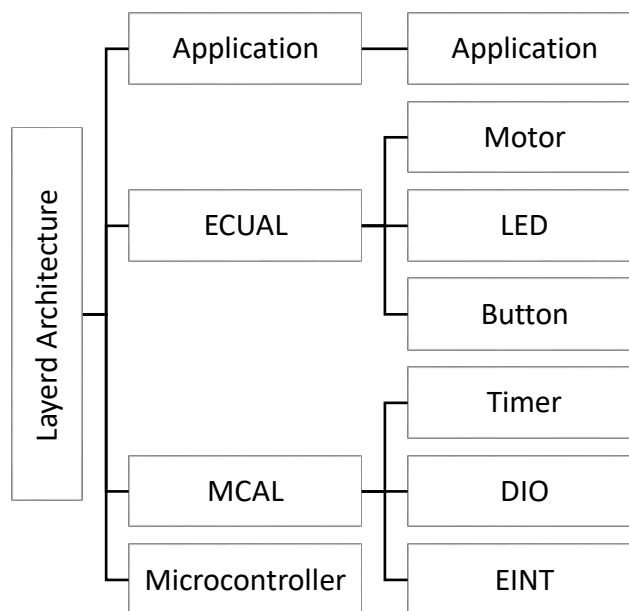 Layerd Architecture
Application
Application
ECUAL
Motor
LED
Button
MCAL
Timer
DIO
EINT
Microcontroller